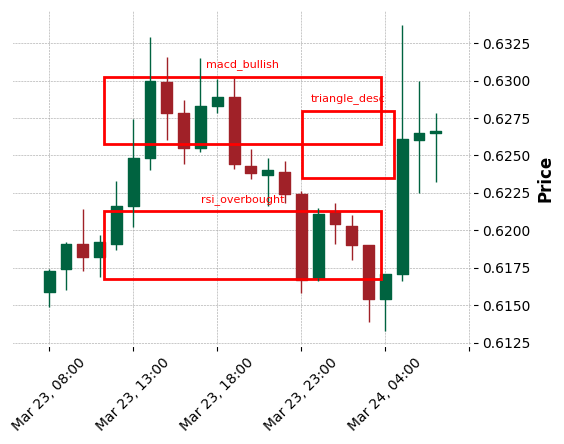 0.6325
macd_bullish
0.6300
triangle_desc
0.6275
0.6250
Price
0.6225
rsi_overbought
0.6200
0.6175
0.6150
0.6125
Mar 23, 08:00
Mar 23, 13:00
Mar 23, 18:00
Mar 23, 23:00
Mar 24, 04:00